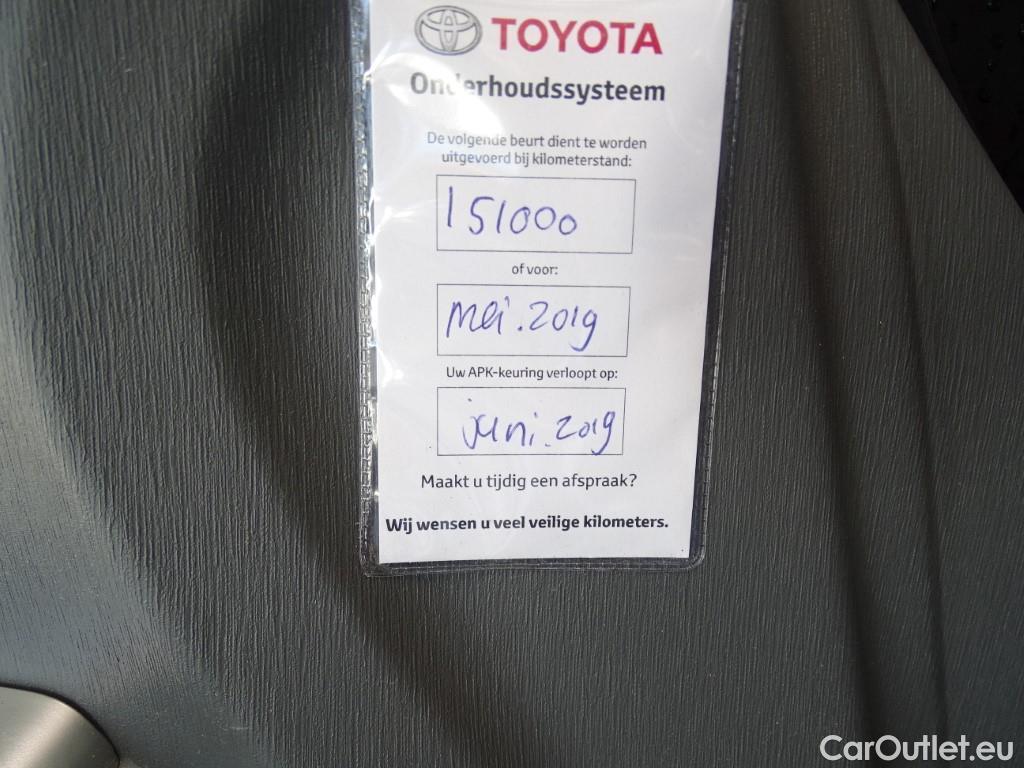 TOYOTA
Onderhoudssysteem
De volgende beurt dient te worden
uitgevoerd bij kilometerstand:
151000
of voor:
mei.2019
Uw APK-keuring verloopt op:
juni.2019
Maakt u tijdig een afspraak?
Wij wensen u veel veilige kilometers.
CarOutlet.eu